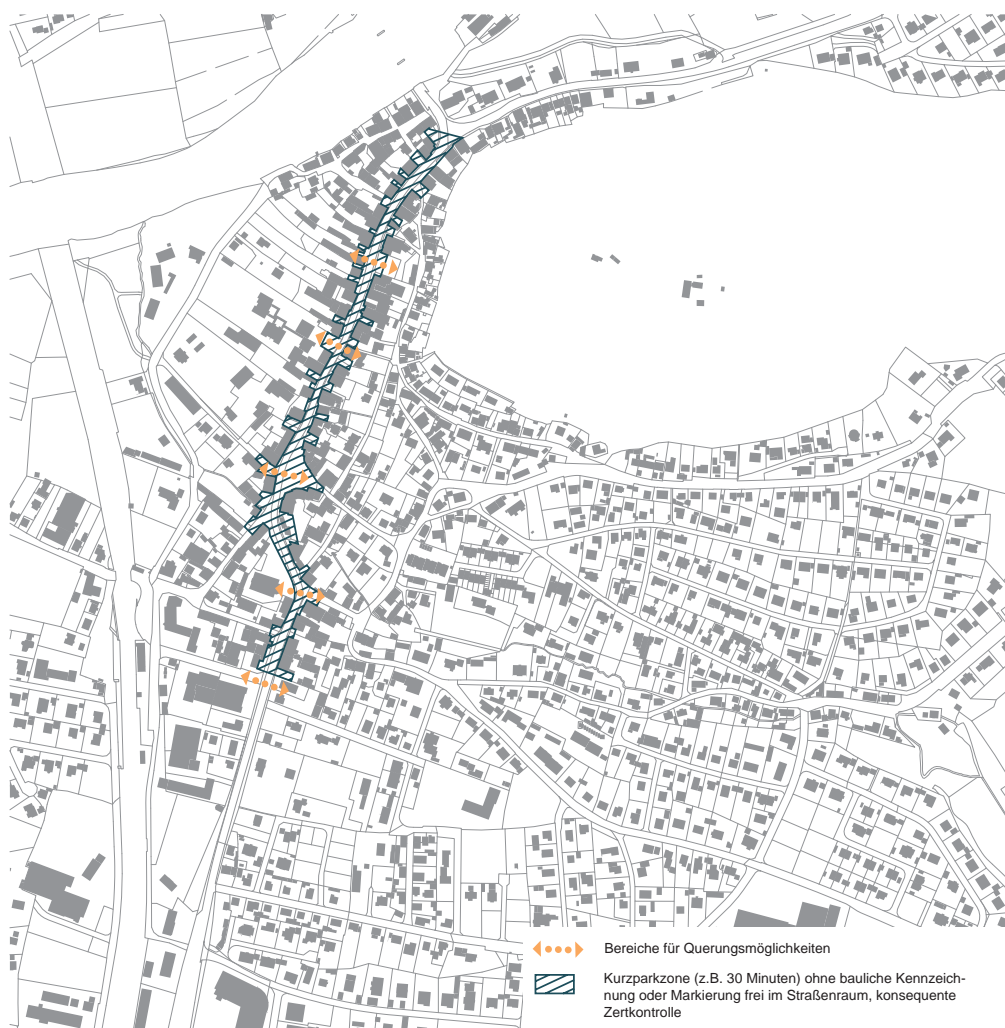 Bereiche für Querungsmöglichkeiten
Kurzparkzone (z.B. 30 Minuten) ohne bauliche Kennzeich-
nung oder Markierung frei im Straßenraum, konsequente
Zertkontrolle